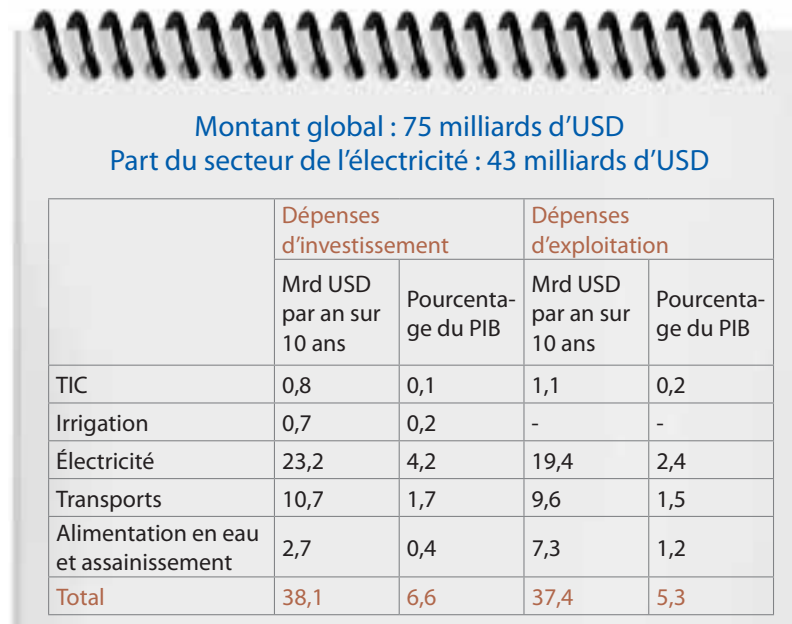 Montant global : 75 milliards d’USD
Part du secteur de l’électricité : 43 milliards d’USD
Dépenses d’investissement
Dépenses d’exploitation
Mrd USD par an sur 10 ans
Pourcenta-ge du PIB
Mrd USD par an sur 10 ans
Pourcenta-ge du PIB
TIC 0,8 0,1 1,1 0,2
Irrigation 0,7 0,2 - -
Électricité 23,2 4,2 19,4 2,4
Transports 10,7 1,7 9,6 1,5
Alimentation en eau et assainissement 2,7 0,4 7,3 1,2
Total 38,1 6,6 37,4 5,3